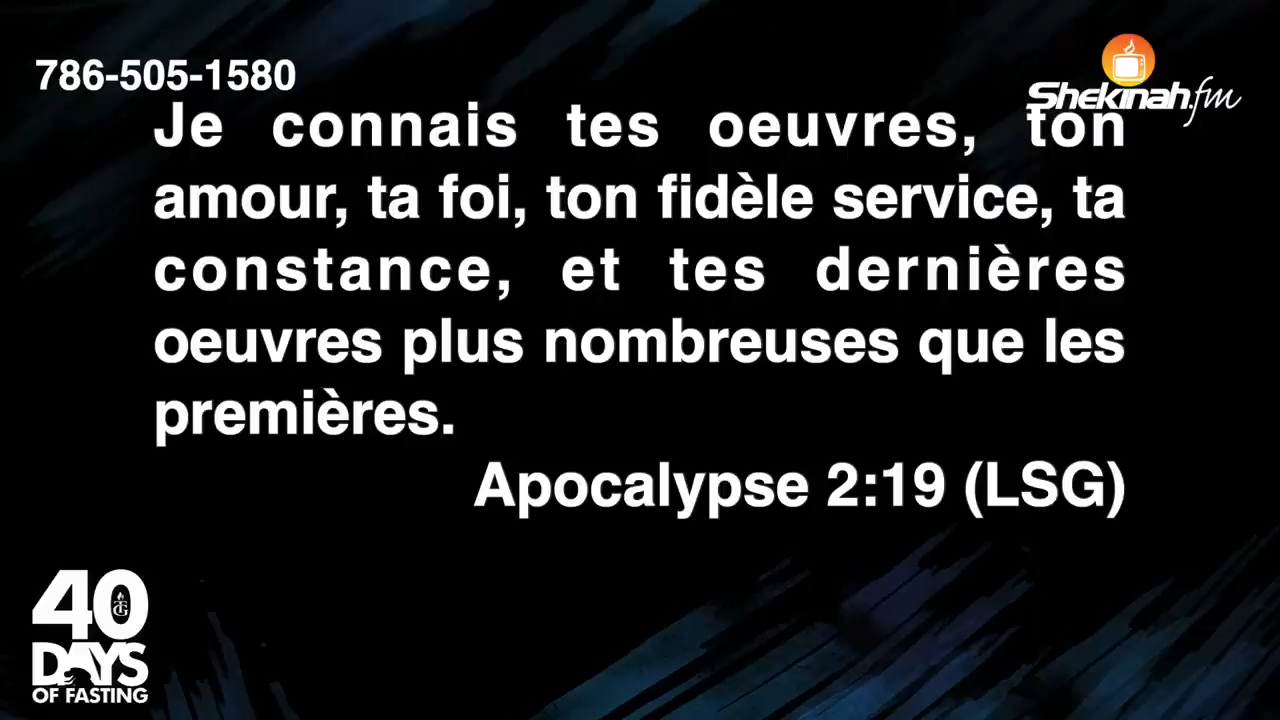 786-505-1580
Shekinah.fm
Je connais tes oeuvres, ton
amour, ta foi, ton fidèle service, ta
constance, et tes dernières
oeuvres plus nombreuses que les
premières.
Apocalypse 2:19 (LSG)
40
DAYS
OF FASTING